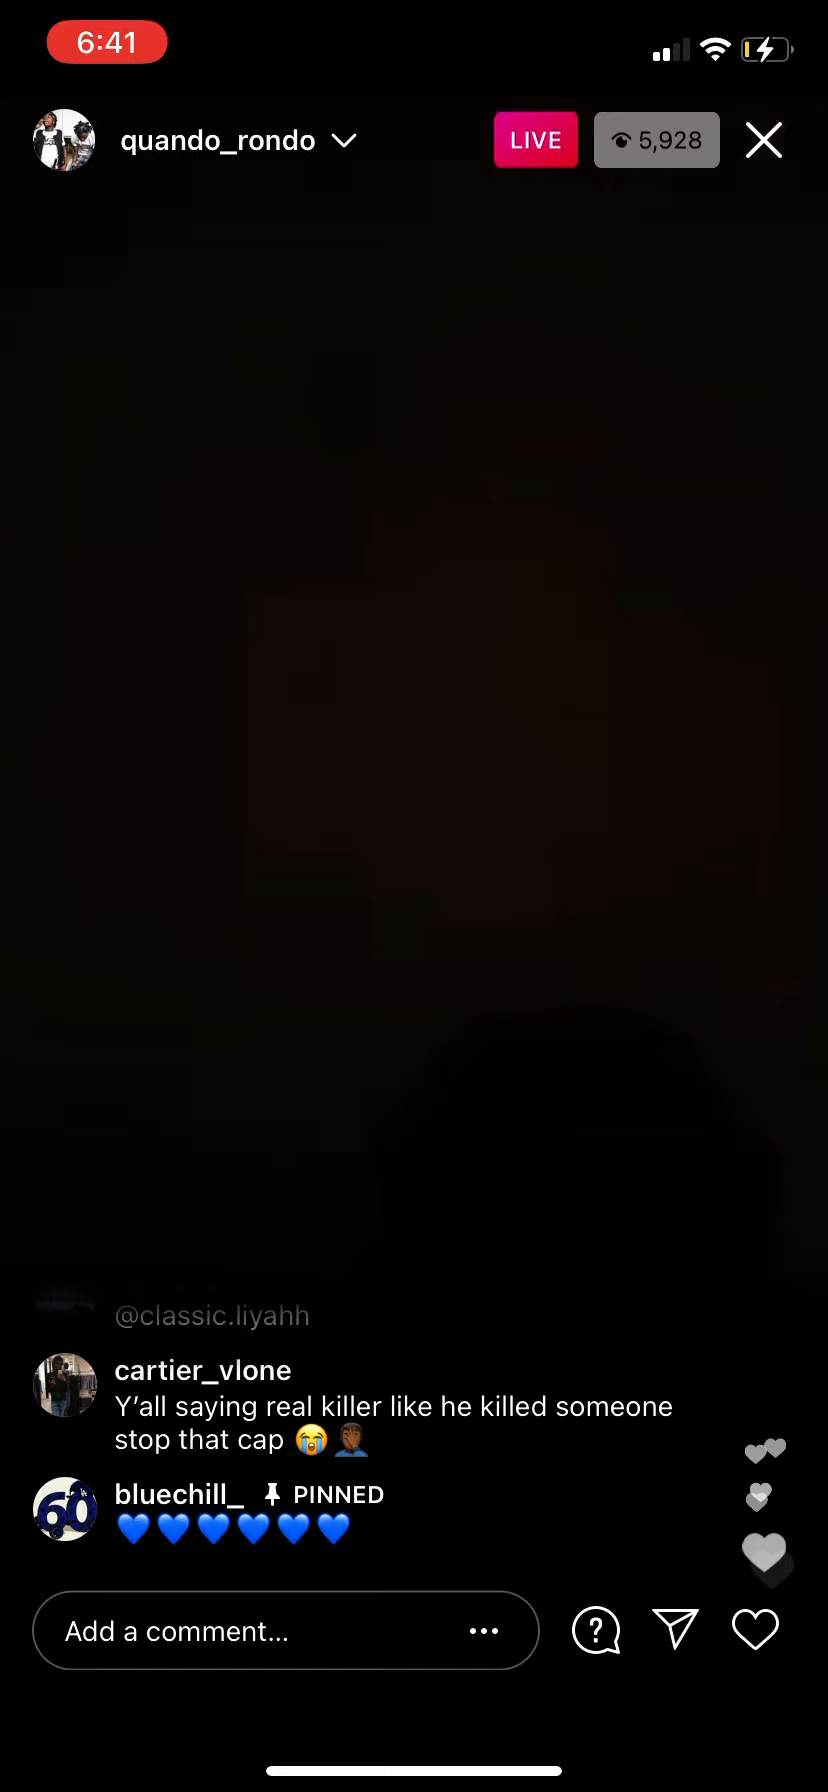 6:41
quando_rondo
LIVE
5,928
@classic.liyahh
cartier_vlone
Y'all saying real killer like he killed someone
stop that cap 😭🤦🏾‍♂️
bluechill_ PINNED
💙💙💙💙💙💙
60
Add a comment...